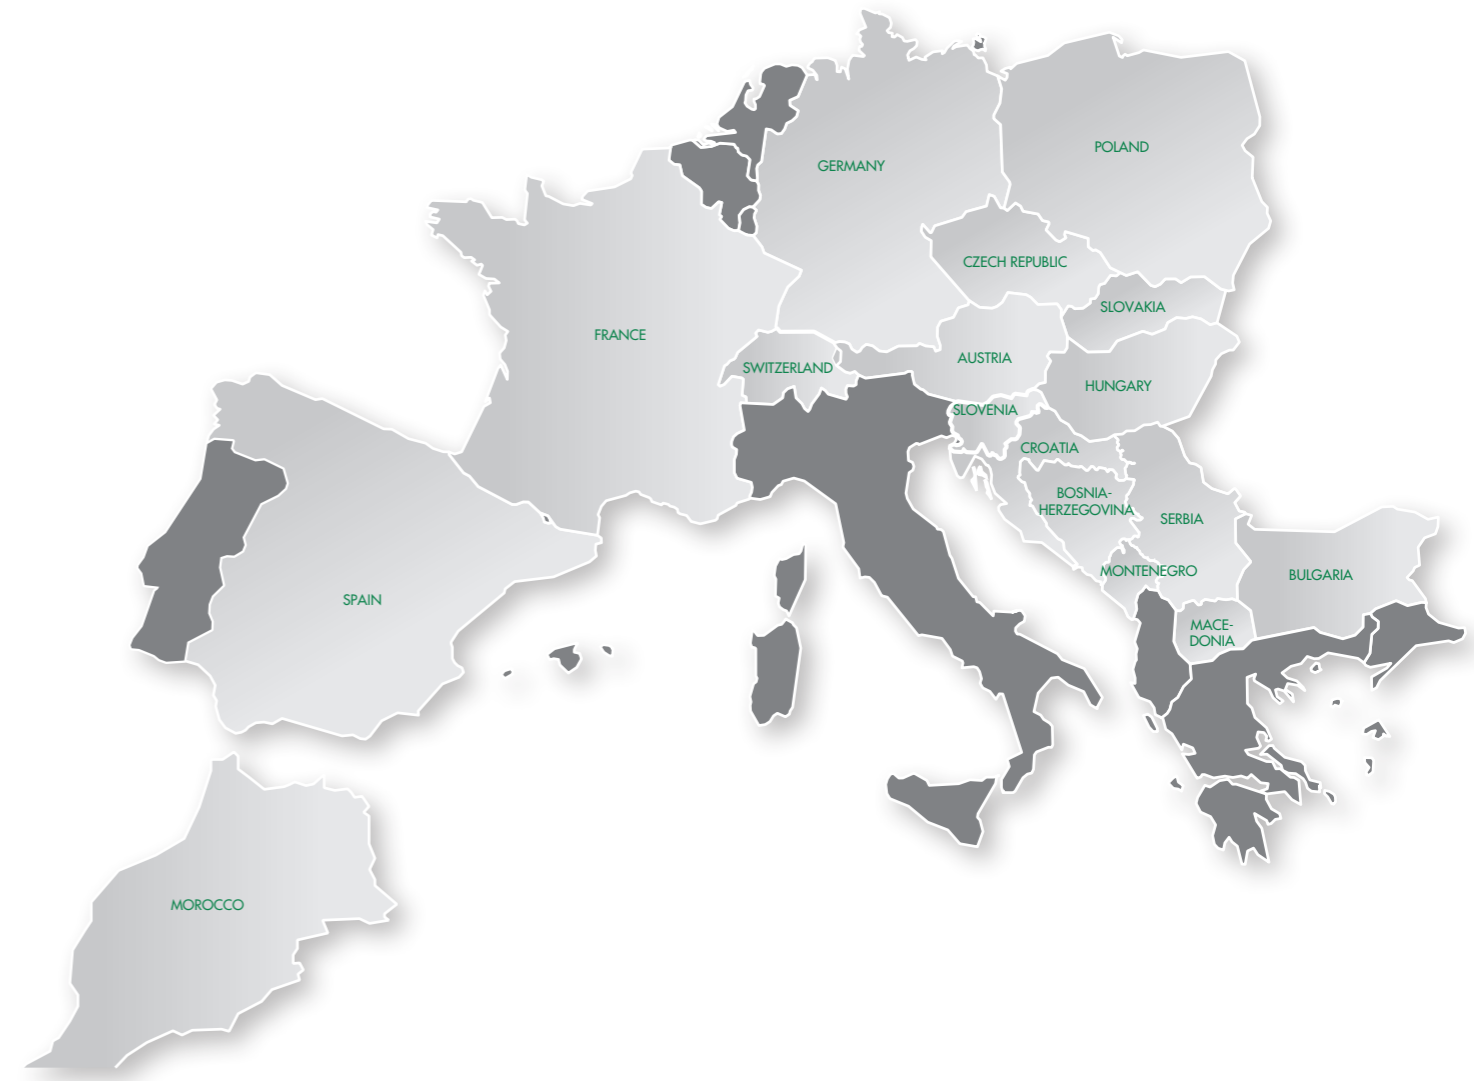 POLAND
GERMANY
CZECH REPUBLIC
SLOVAKIA
FRANCE
AUSTRIA
SWITZERLAND
HUNGARY
SLOVENIA
CROATIA
BOSNIA-
HERZEGOVINA
SERBIA
MONTENEGRO
BULGARIA
SPAIN
MACE-
DONIA
MOROCCO